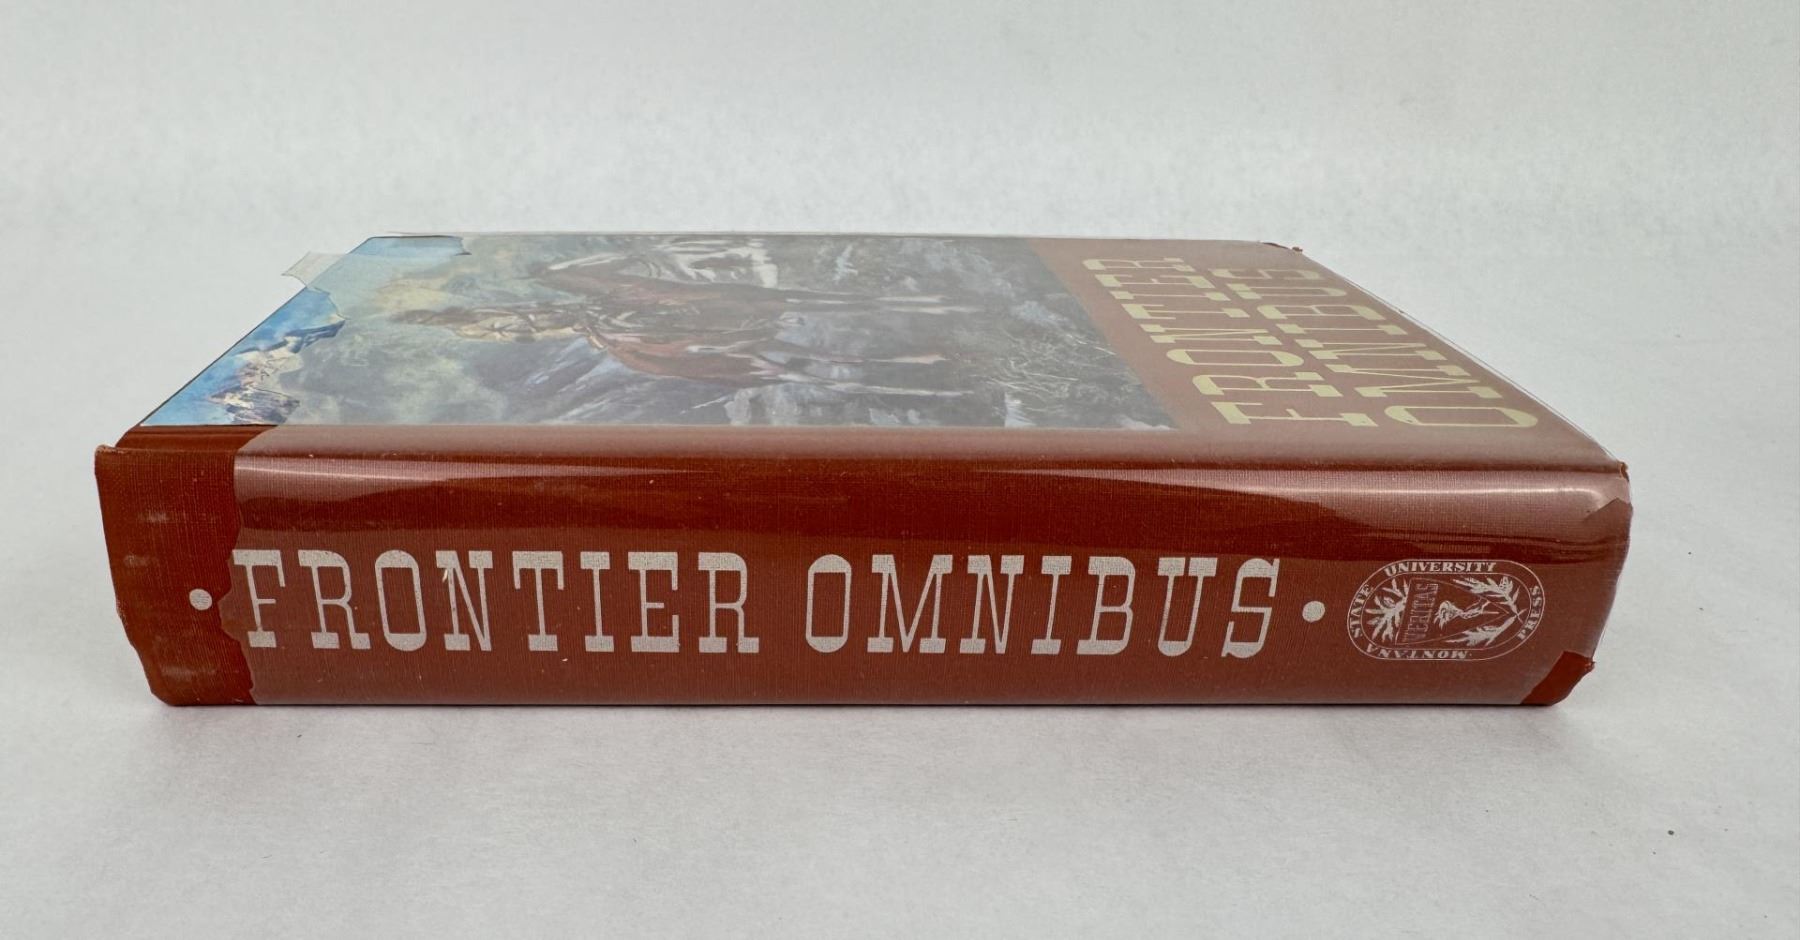 FRONTIER
OMNIBUS
• FRONTIER OMNIBUS •
MONTANA STATE UNIVERSITY PRESS
VERITAS